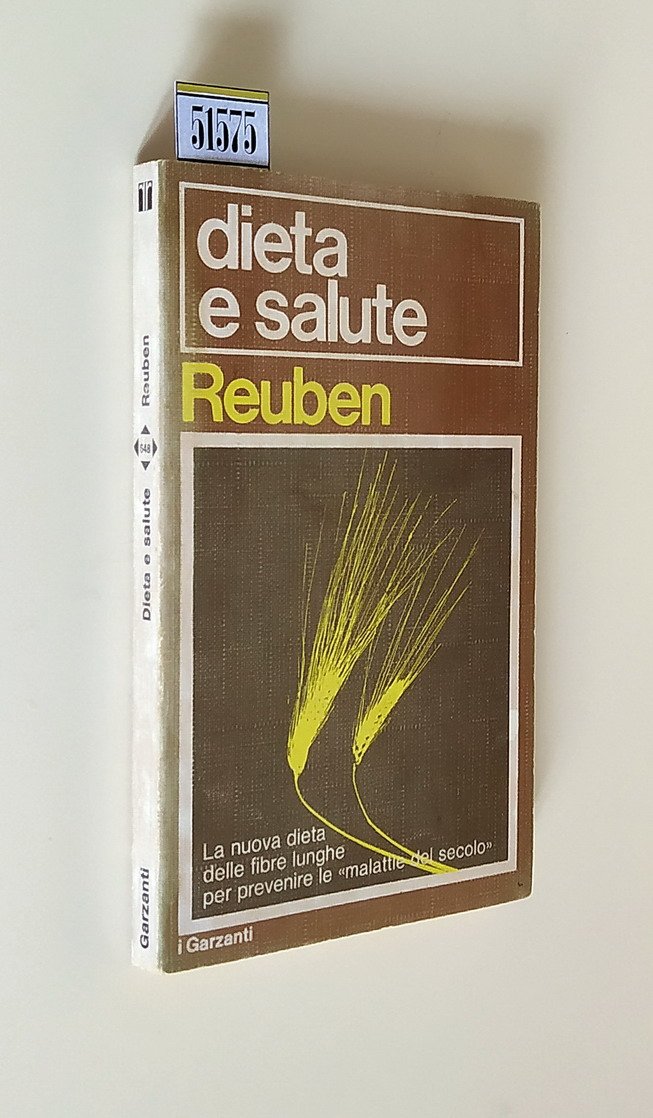 51575
dieta
e salute
Reuben
La nuova dieta
delle fibre lunghe
per prevenire le «malattie del secolo»
i Garzanti
Reuben
648
Dieta e salute
Garzanti